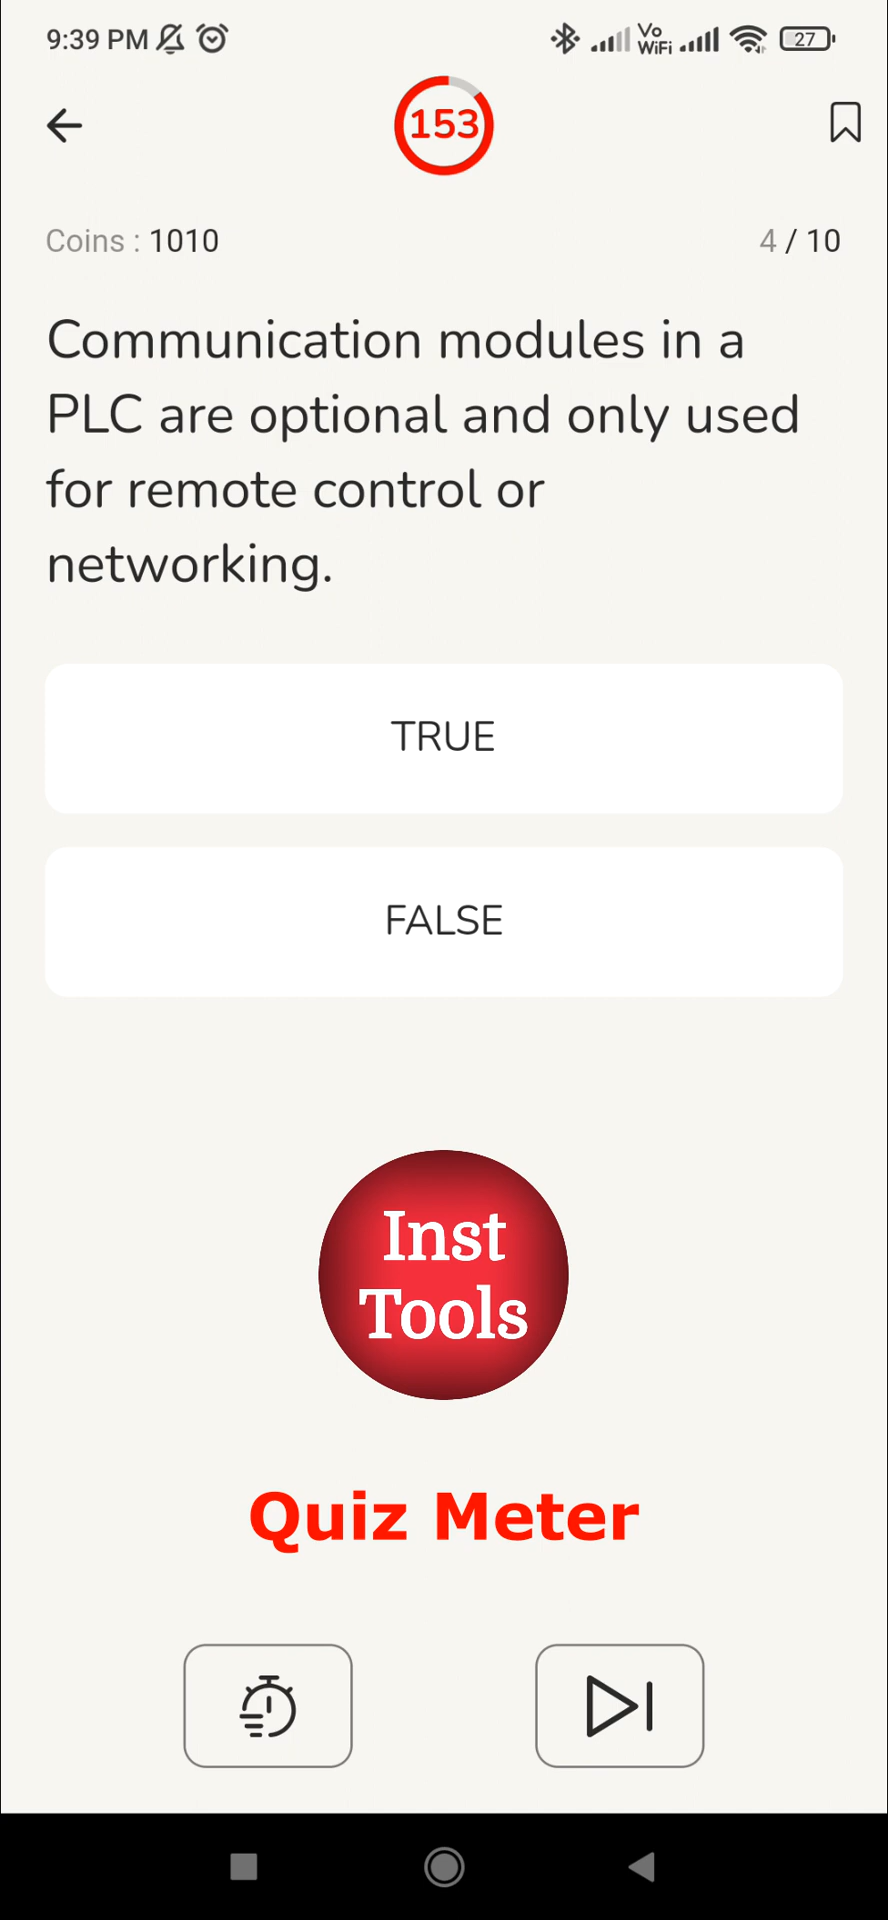 9:39 PM
Vo
WiFi
27
153
Coins : 1010
4 / 10
Communication modules in a
PLC are optional and only used
for remote control or
networking.
TRUE
FALSE
Inst
Tools
Quiz Meter